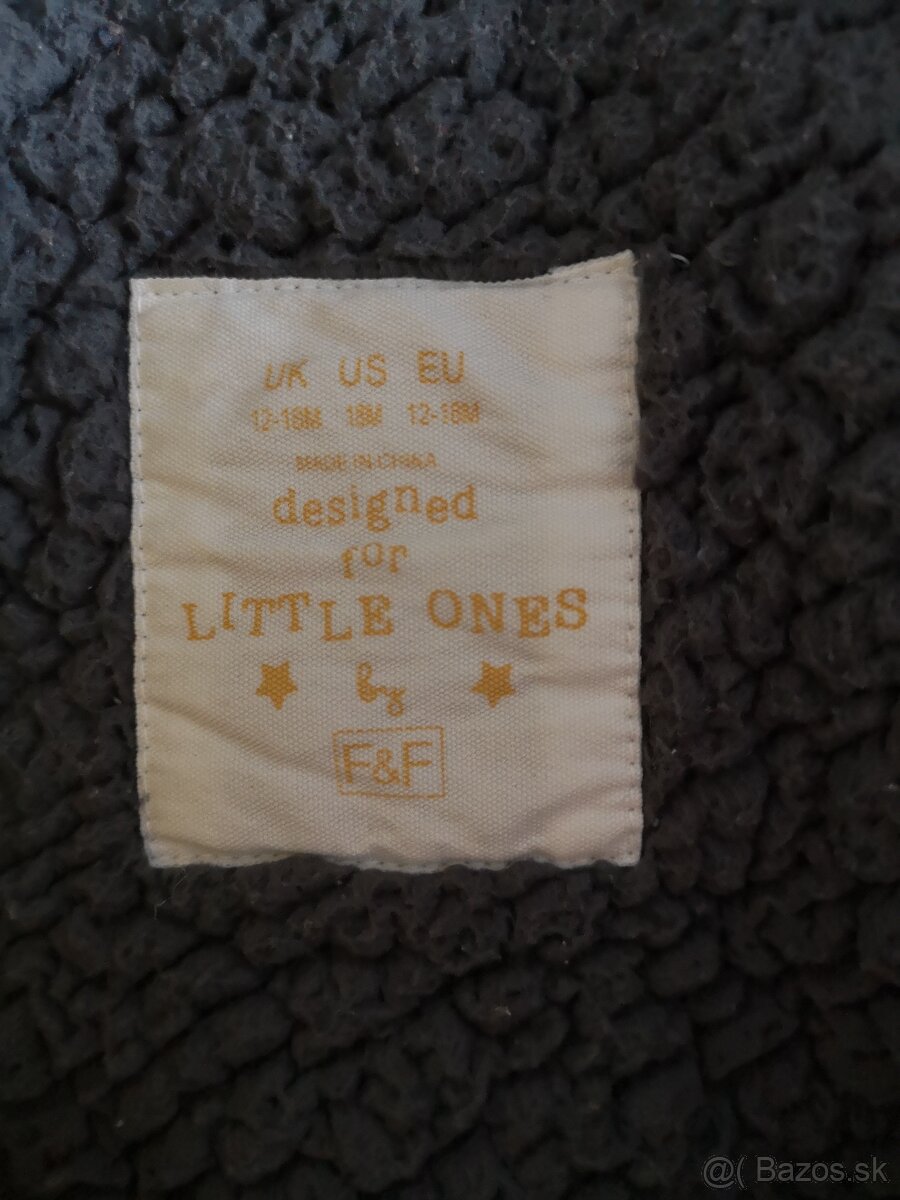 UK US EU
12-18M 18M 12-18M
MADE IN CHINA
designed
for
LITTLE ONES
by
F&F
@( Bazos.sk